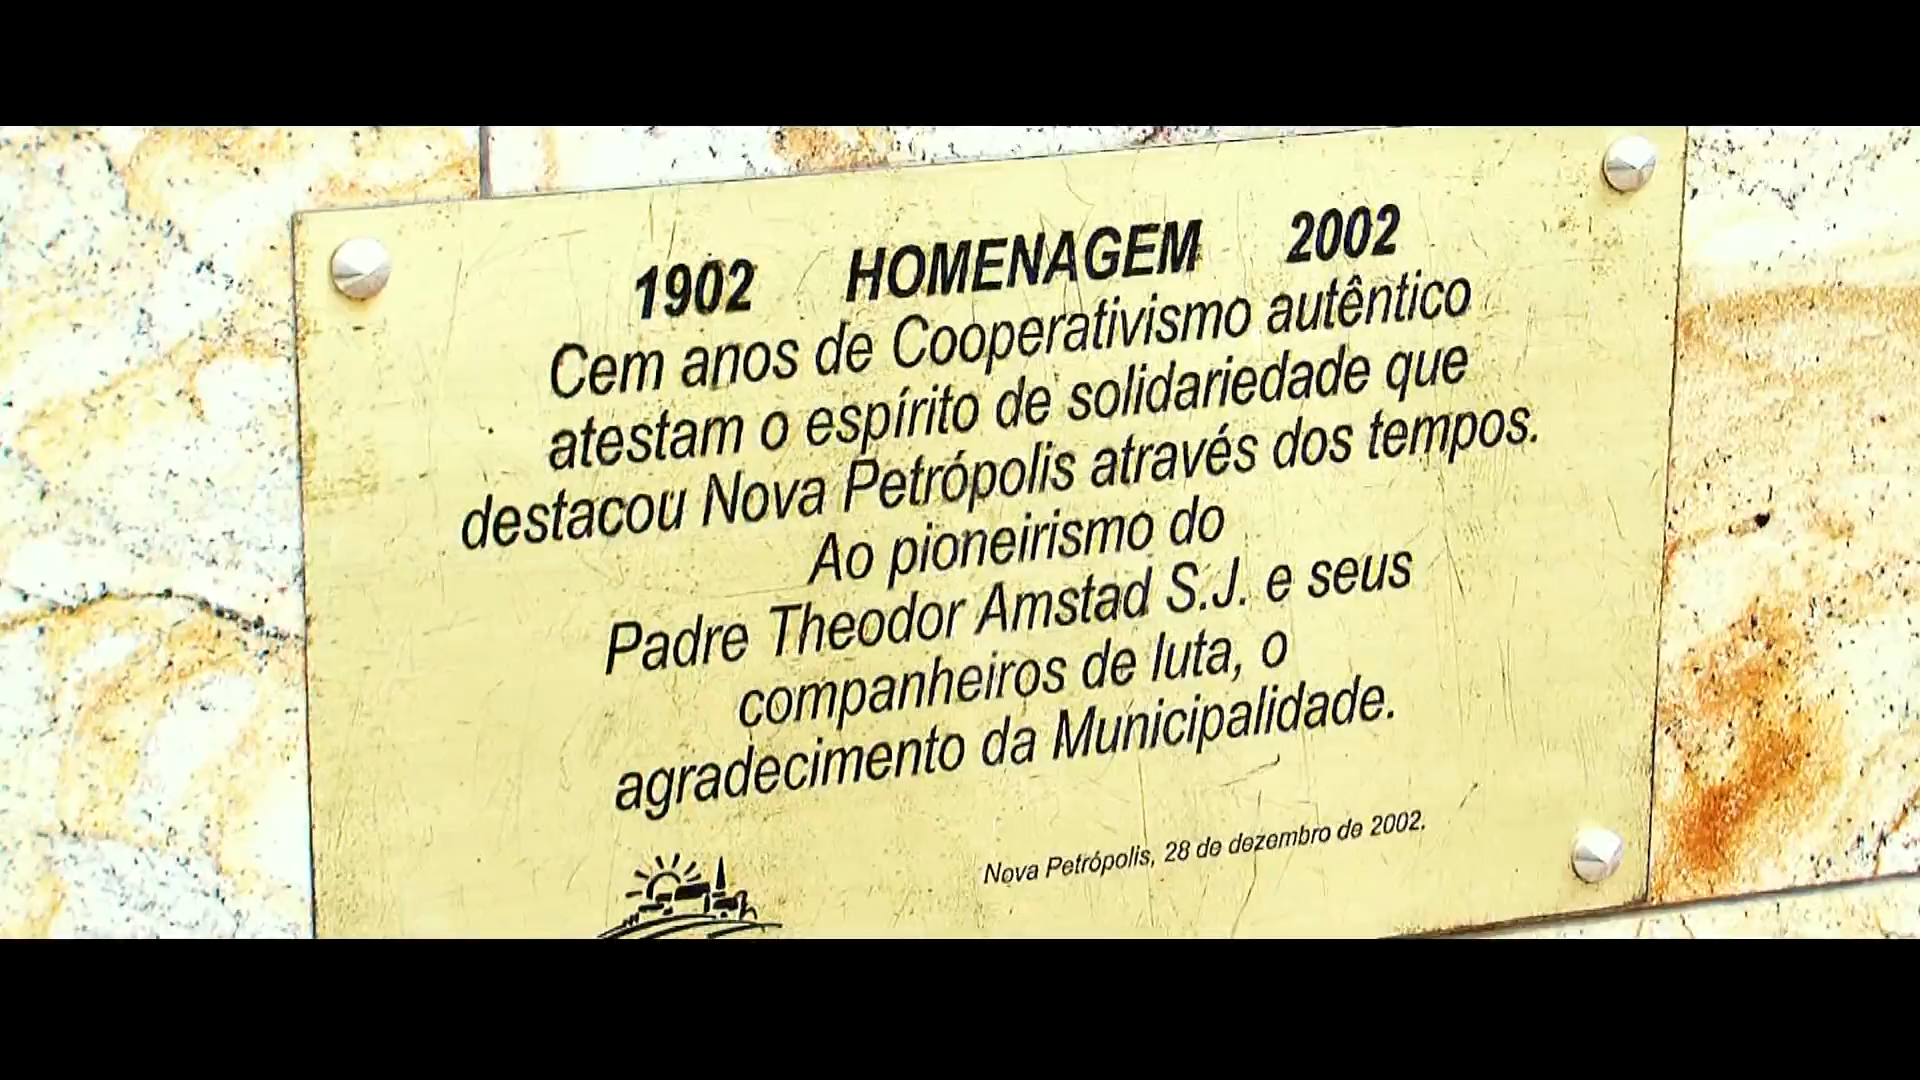 1902 HOMENAGEM 2002
Cem anos de Cooperativismo autêntico
atestam o espírito de solidariedade que
destacou Nova Petrópolis através dos tempos.
Ao pioneirismo do
Padre Theodor Amstad S.J. e seus
companheiros de luta, o
agradecimento da Municipalidade.
Nova Petrópolis, 28 de dezembro de 2002.